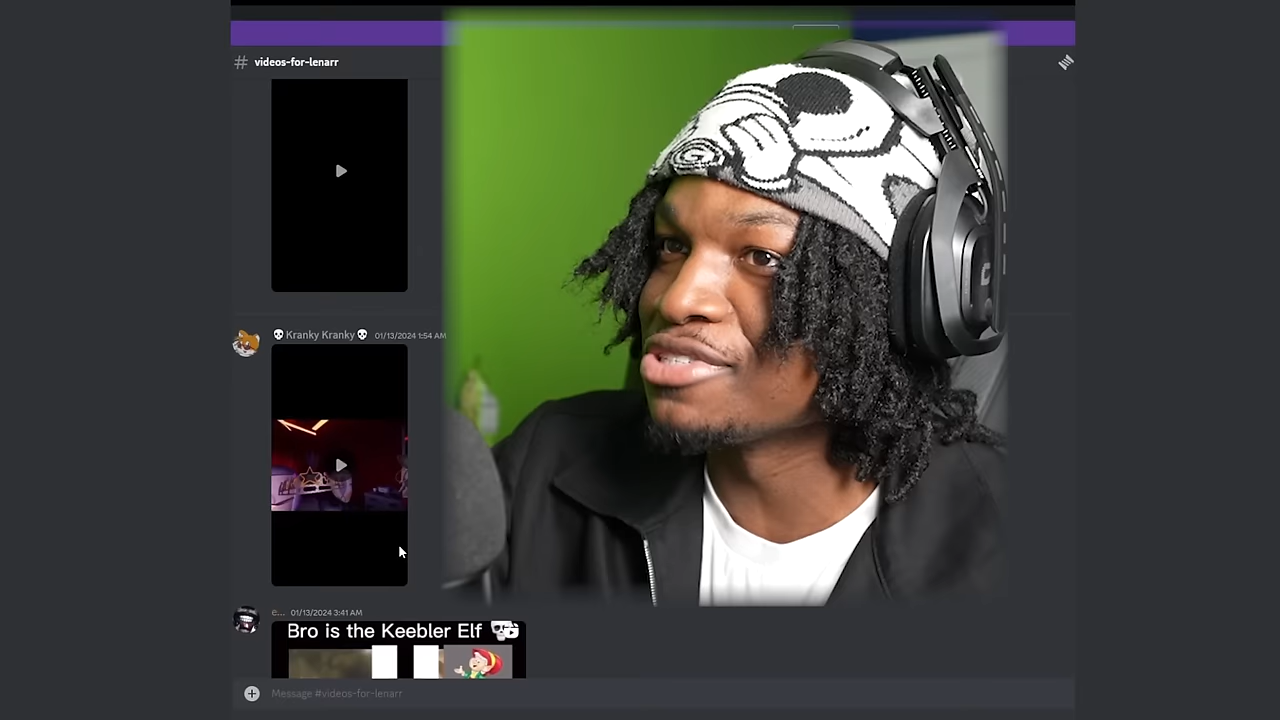 # videos-for-lenarr
💀Kranky Kranky💀 01/13/2024 1:54 AM
e... 01/13/2024 3:41 AM
Bro is the Keebler Elf 💀
Message #videos-for-lenarr